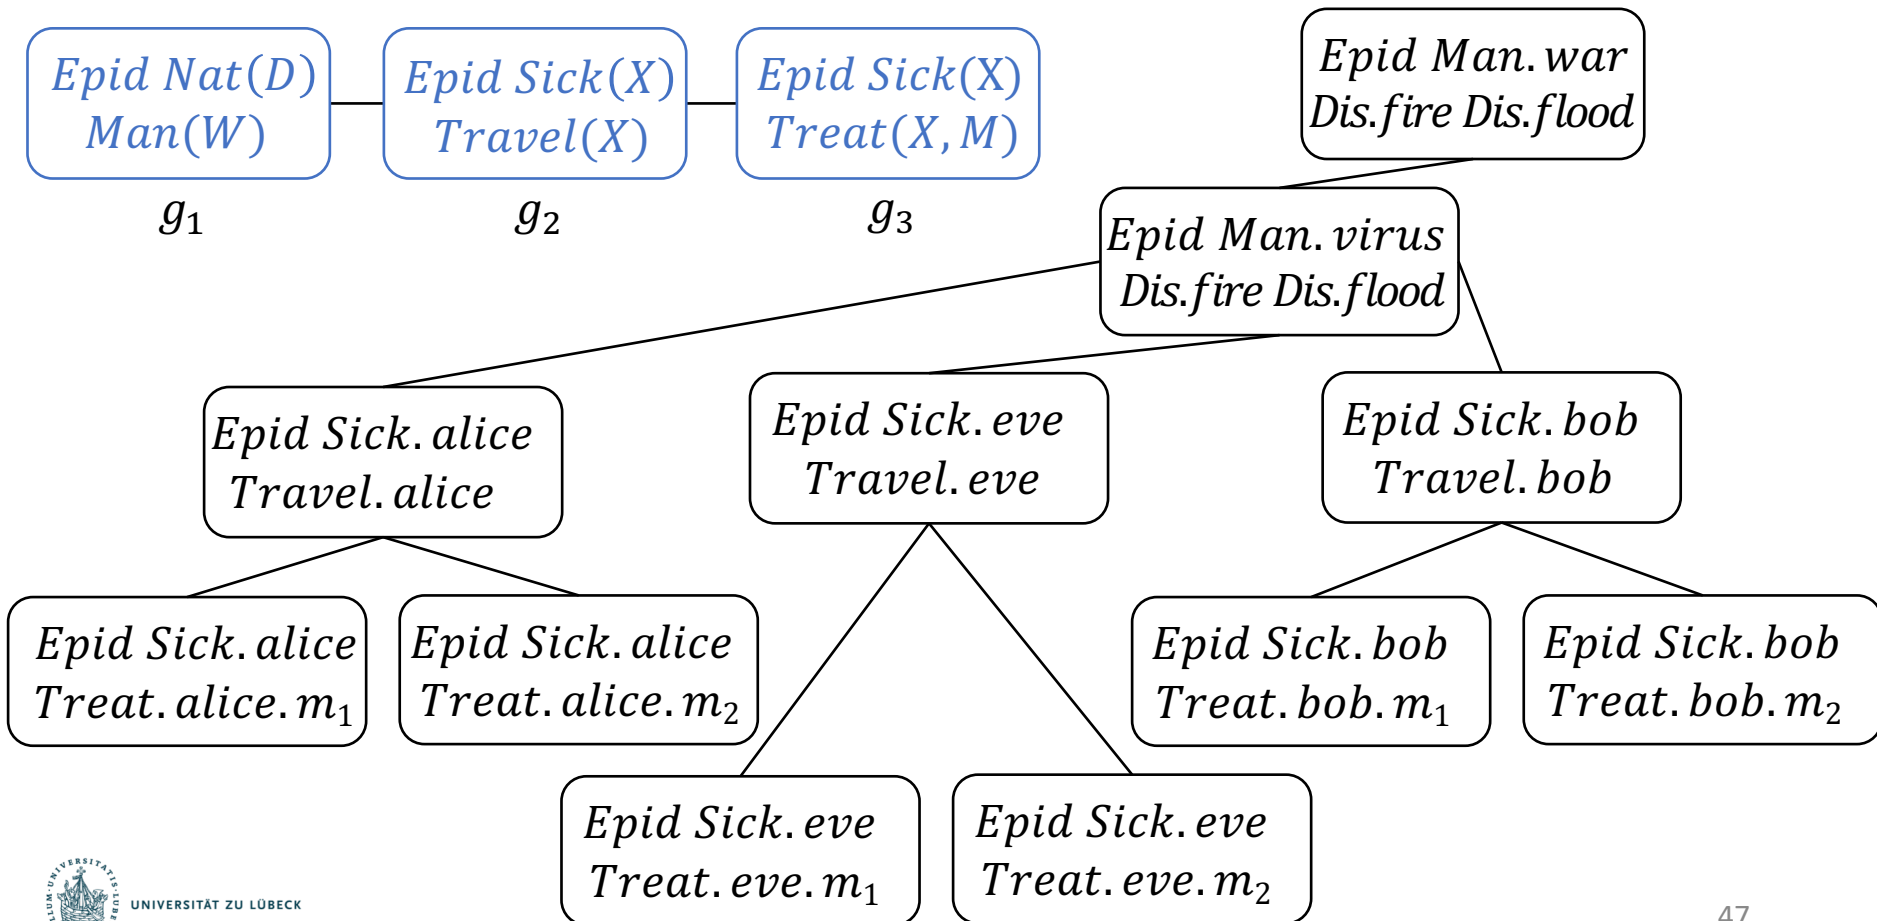 Epid Nat(D)
Man(W)
g₁
Epid Sick(X)
Travel(X)
g₂
Epid Sick(X)
Treat(X, M)
g₃
Epid Man. war
Dis. fire Dis. flood
Epid Man. virus
Dis. fire Dis. flood
Epid Sick. alice
Travel. alice
Epid Sick. eve
Travel. eve
Epid Sick. bob
Travel. bob
Epid Sick. alice
Treat. alice. m₁
Epid Sick. alice
Treat. alice. m₂
Epid Sick. bob
Treat. bob. m₁
Epid Sick. bob
Treat. bob. m₂
Epid Sick. eve
Treat. eve. m₁
Epid Sick. eve
Treat. eve. m₂
UNIVERSITÄT ZU LÜBECK
47